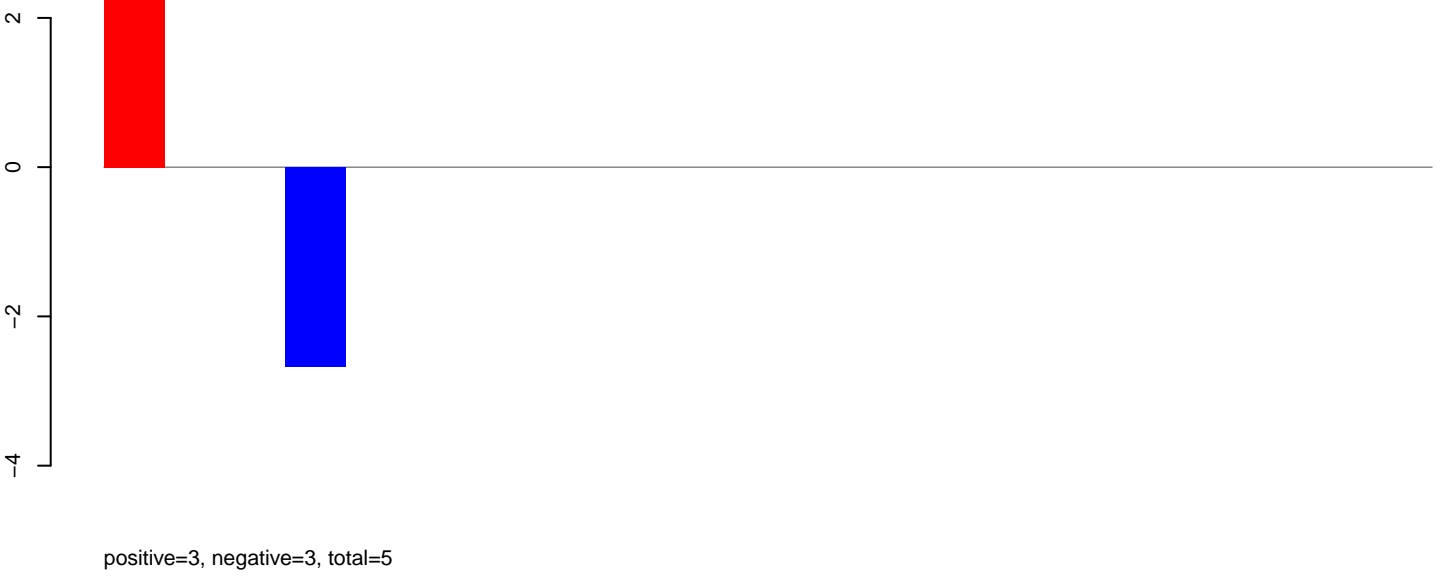 2
0
−2
−4
positive=3, negative=3, total=5